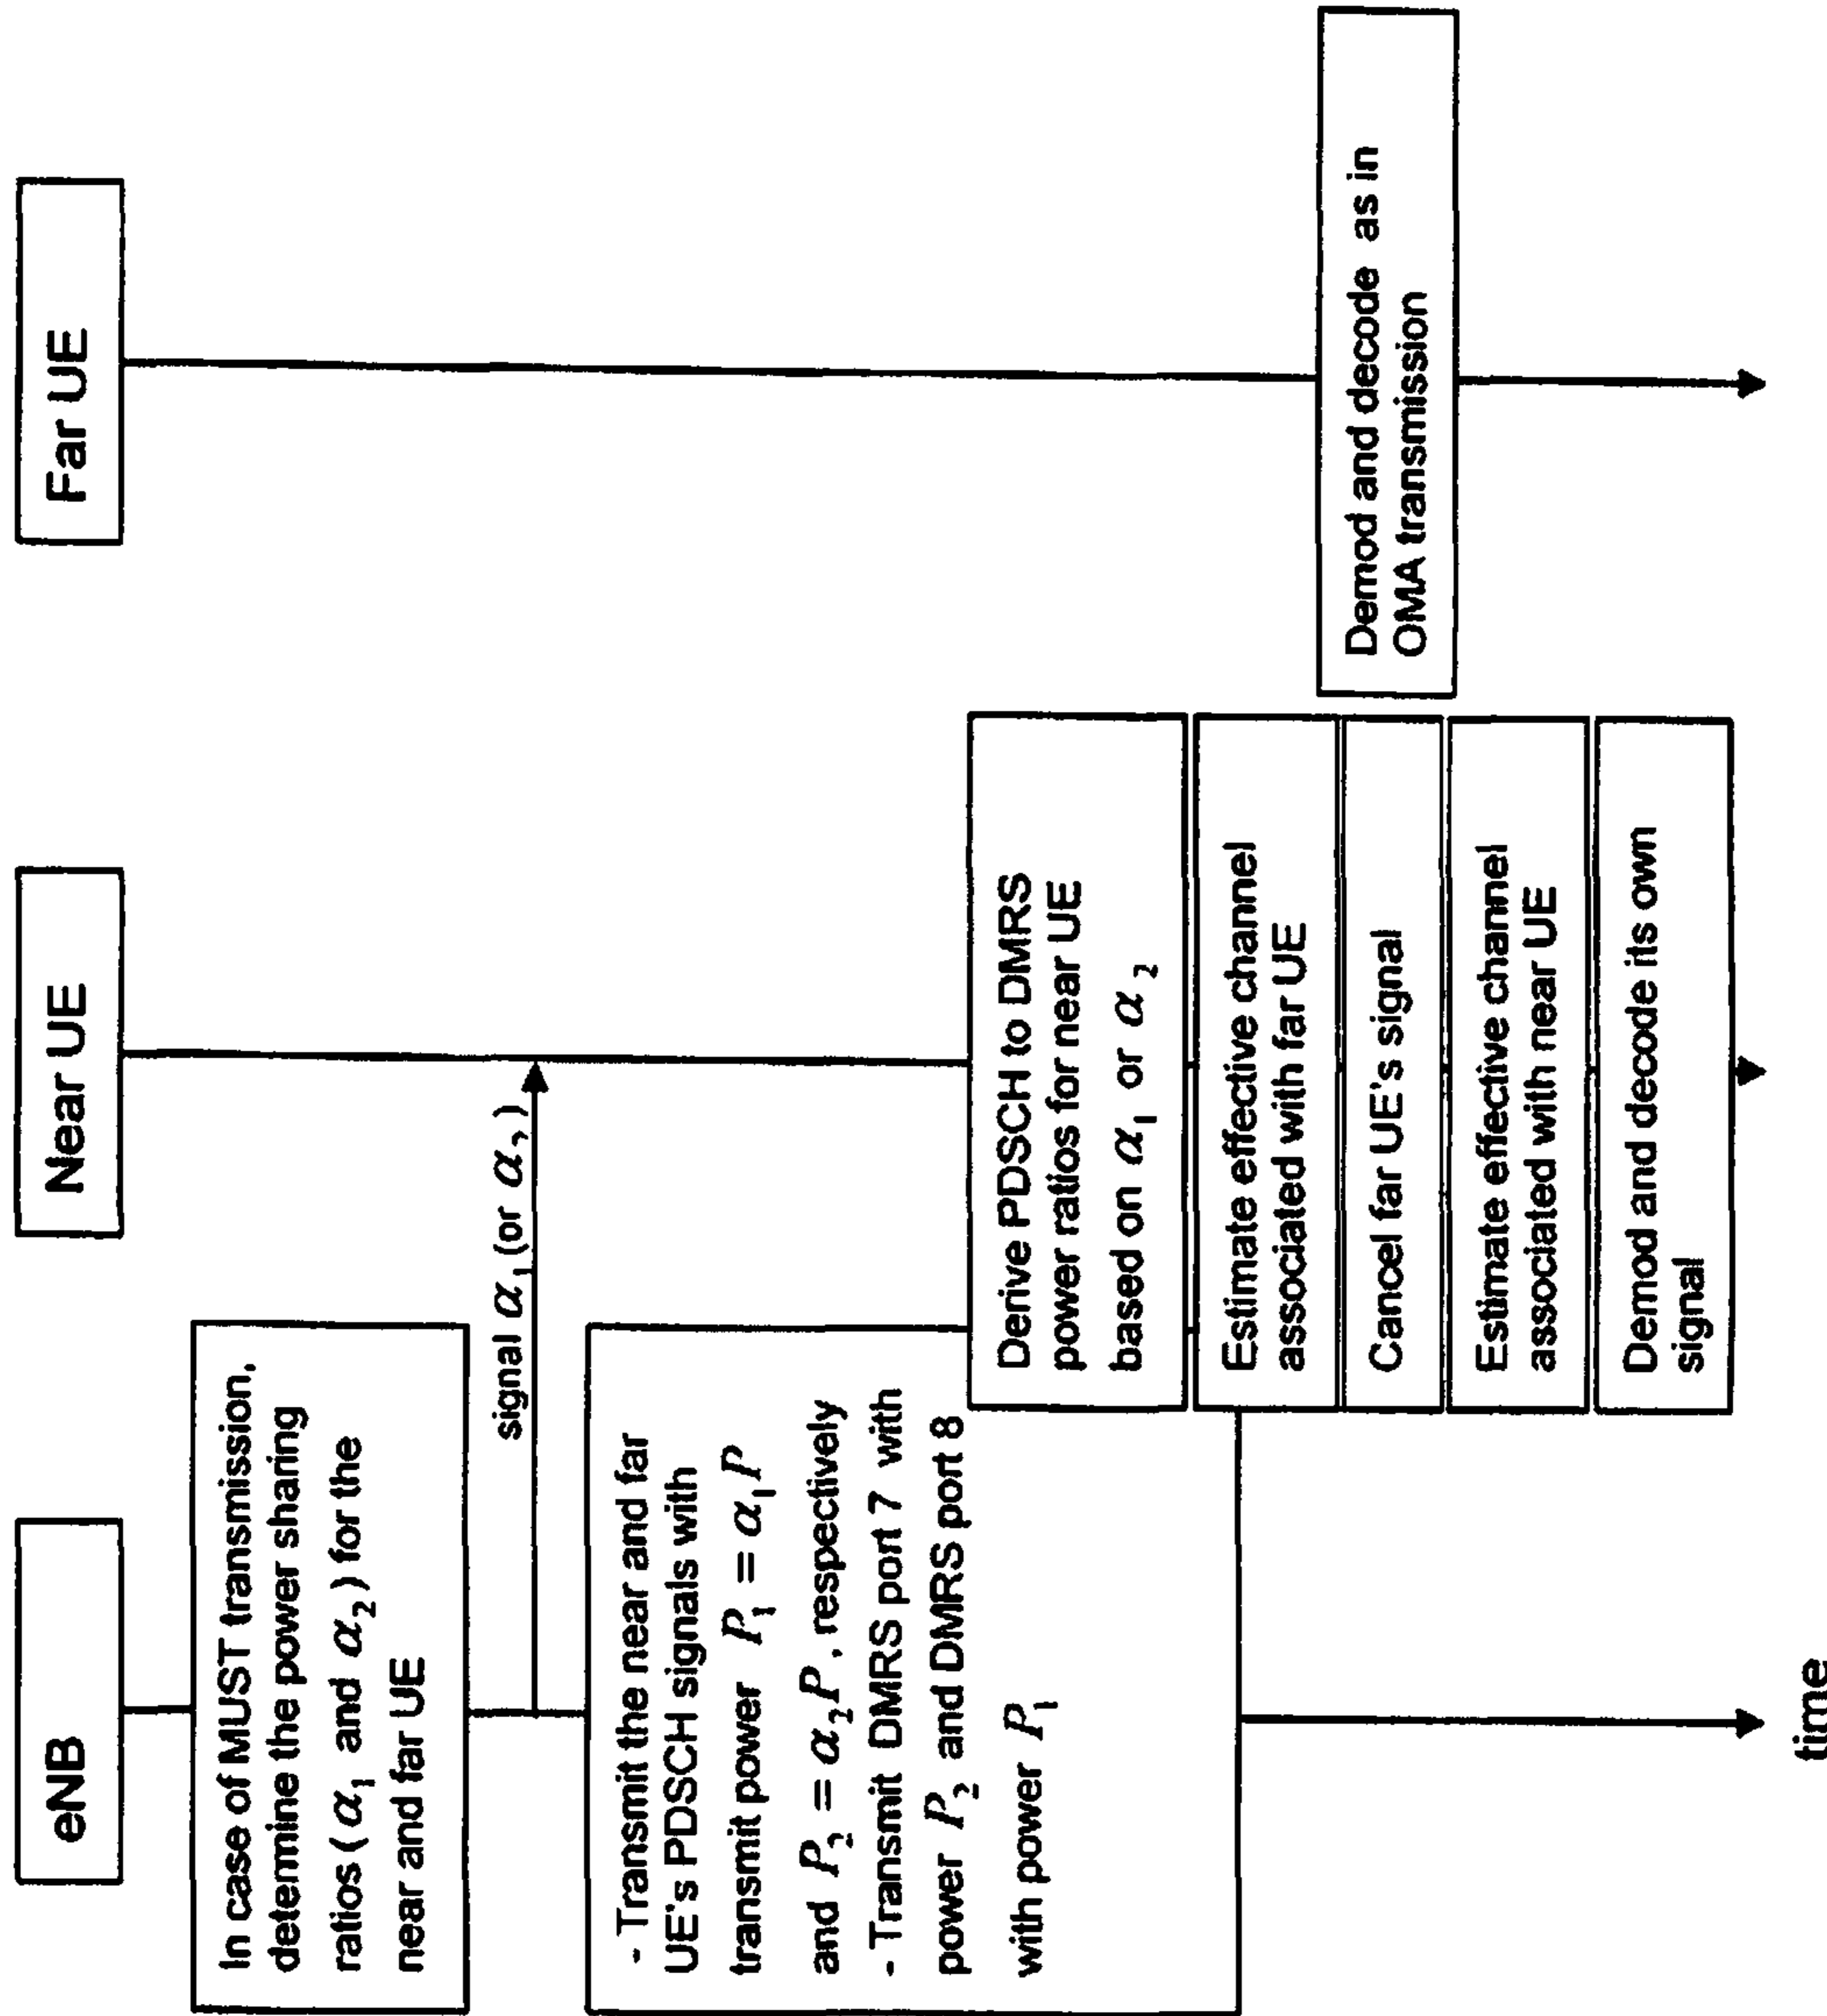 eNB
Near UE
Far UE
In case of MUST transmission,
determine the power sharing
ratios (α₁ and α₂) for the
near and far UE
signal α₁ (or α₂)
- Transmit the near and far
UE's PDSCH signals with
transmit power P₁ = α₁P
and P₂ = α₂P, respectively
- Transmit DMRS port 7 with
power P₂ and DMRS port 8
with power P₁
Derive PDSCH to DMRS
power ratios for near UE
based on α₁ or α₂
Estimate effective channel
associated with far UE
Cancel far UE's signal
Estimate effective channel
associated with near UE
Demod and decode its own
signal
Demod and decode as in
OMA transmission
time